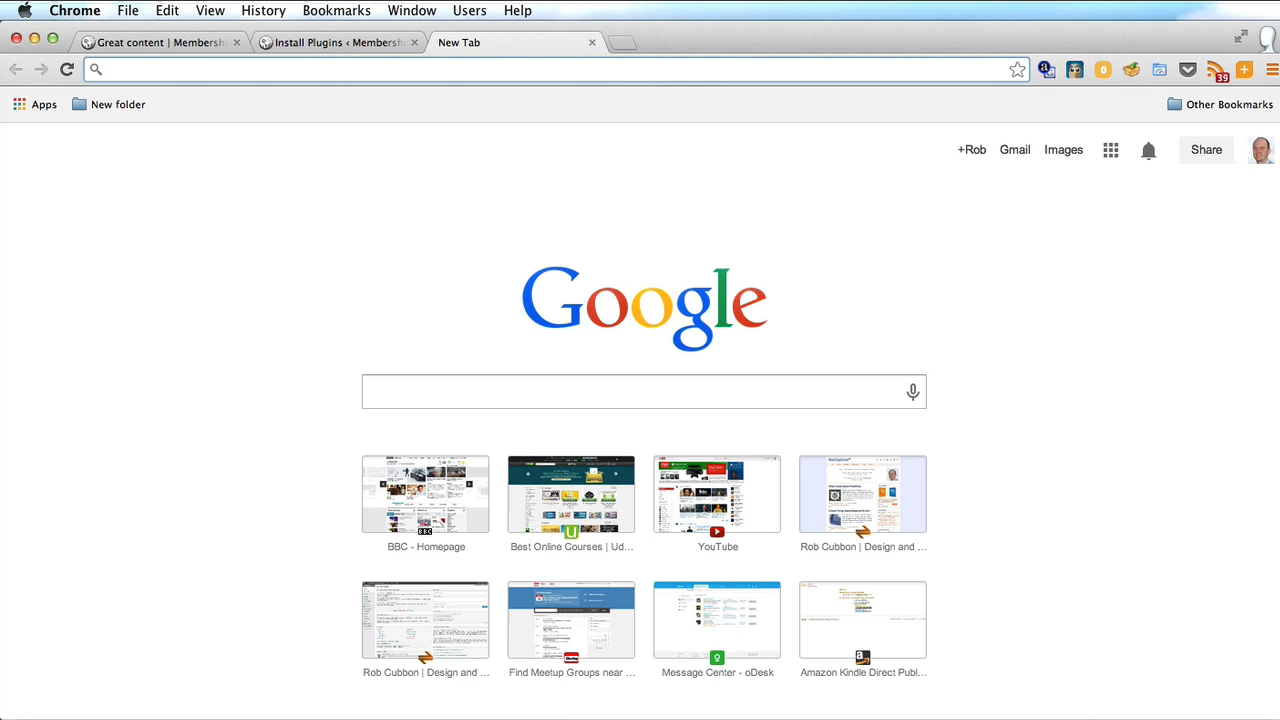 Chrome File Edit View History Bookmarks Window Users Help
Great content | Membersh Install Plugins ‹ Membersh New Tab
39
Apps New folder Other Bookmarks
+Rob Gmail Images Share
Google
BBC - Homepage Best Online Courses | Ud... YouTube Rob Cubbon | Design and ...
Rob Cubbon | Design and ... Find Meetup Groups near ... Message Center - oDesk Amazon Kindle Direct Publ...